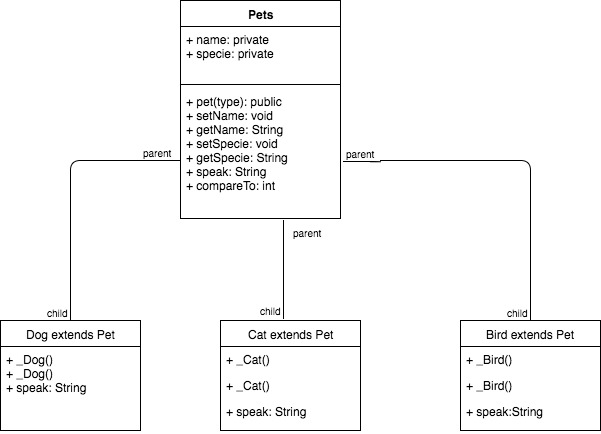 Pets
+ name: private
+ specie: private
+ pet(type): public
+ setName: void
+ getName: String
+ setSpecie: void
+ getSpecie: String
+ speak: String
+ compareTo: int
parent
parent
parent
child
child
child
Dog extends Pet
+ _Dog()
+ _Dog()
+ speak: String
Cat extends Pet
+ _Cat()
+ _Cat()
+ speak: String
Bird extends Pet
+ _Bird()
+ _Bird()
+ speak:String